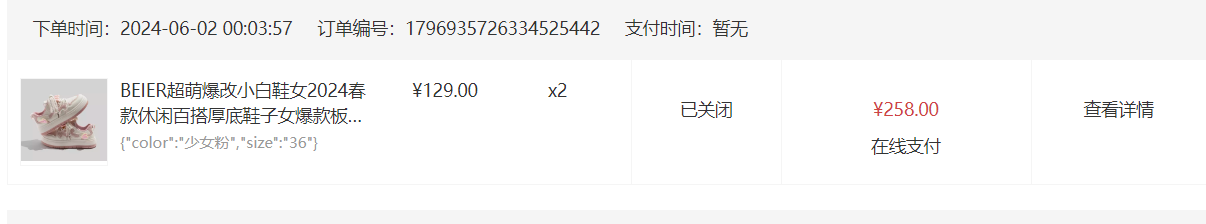 下单时间：2024-06-02 00:03:57 订单编号：1796935726334525442 支付时间：暂无
BEIER超萌爆改小白鞋女2024春 ¥129.00 x2
款休闲百搭厚底鞋子女爆款板...
{"color":"少女粉","size":"36"}
已关闭
¥258.00
在线支付
查看详情